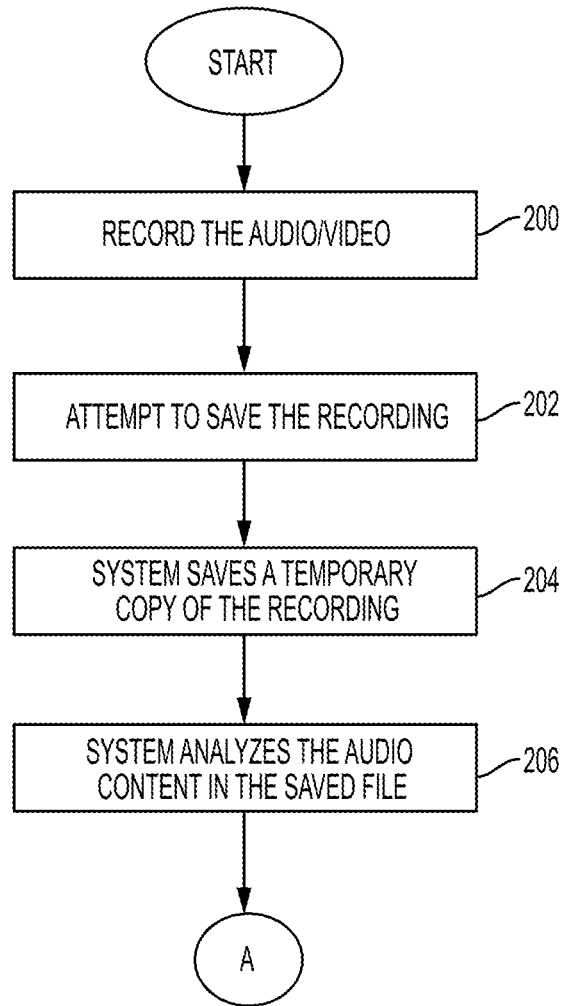 START
RECORD THE AUDIO/VIDEO
200
ATTEMPT TO SAVE THE RECORDING
202
SYSTEM SAVES A TEMPORARY
COPY OF THE RECORDING
204
SYSTEM ANALYZES THE AUDIO
CONTENT IN THE SAVED FILE
206
A